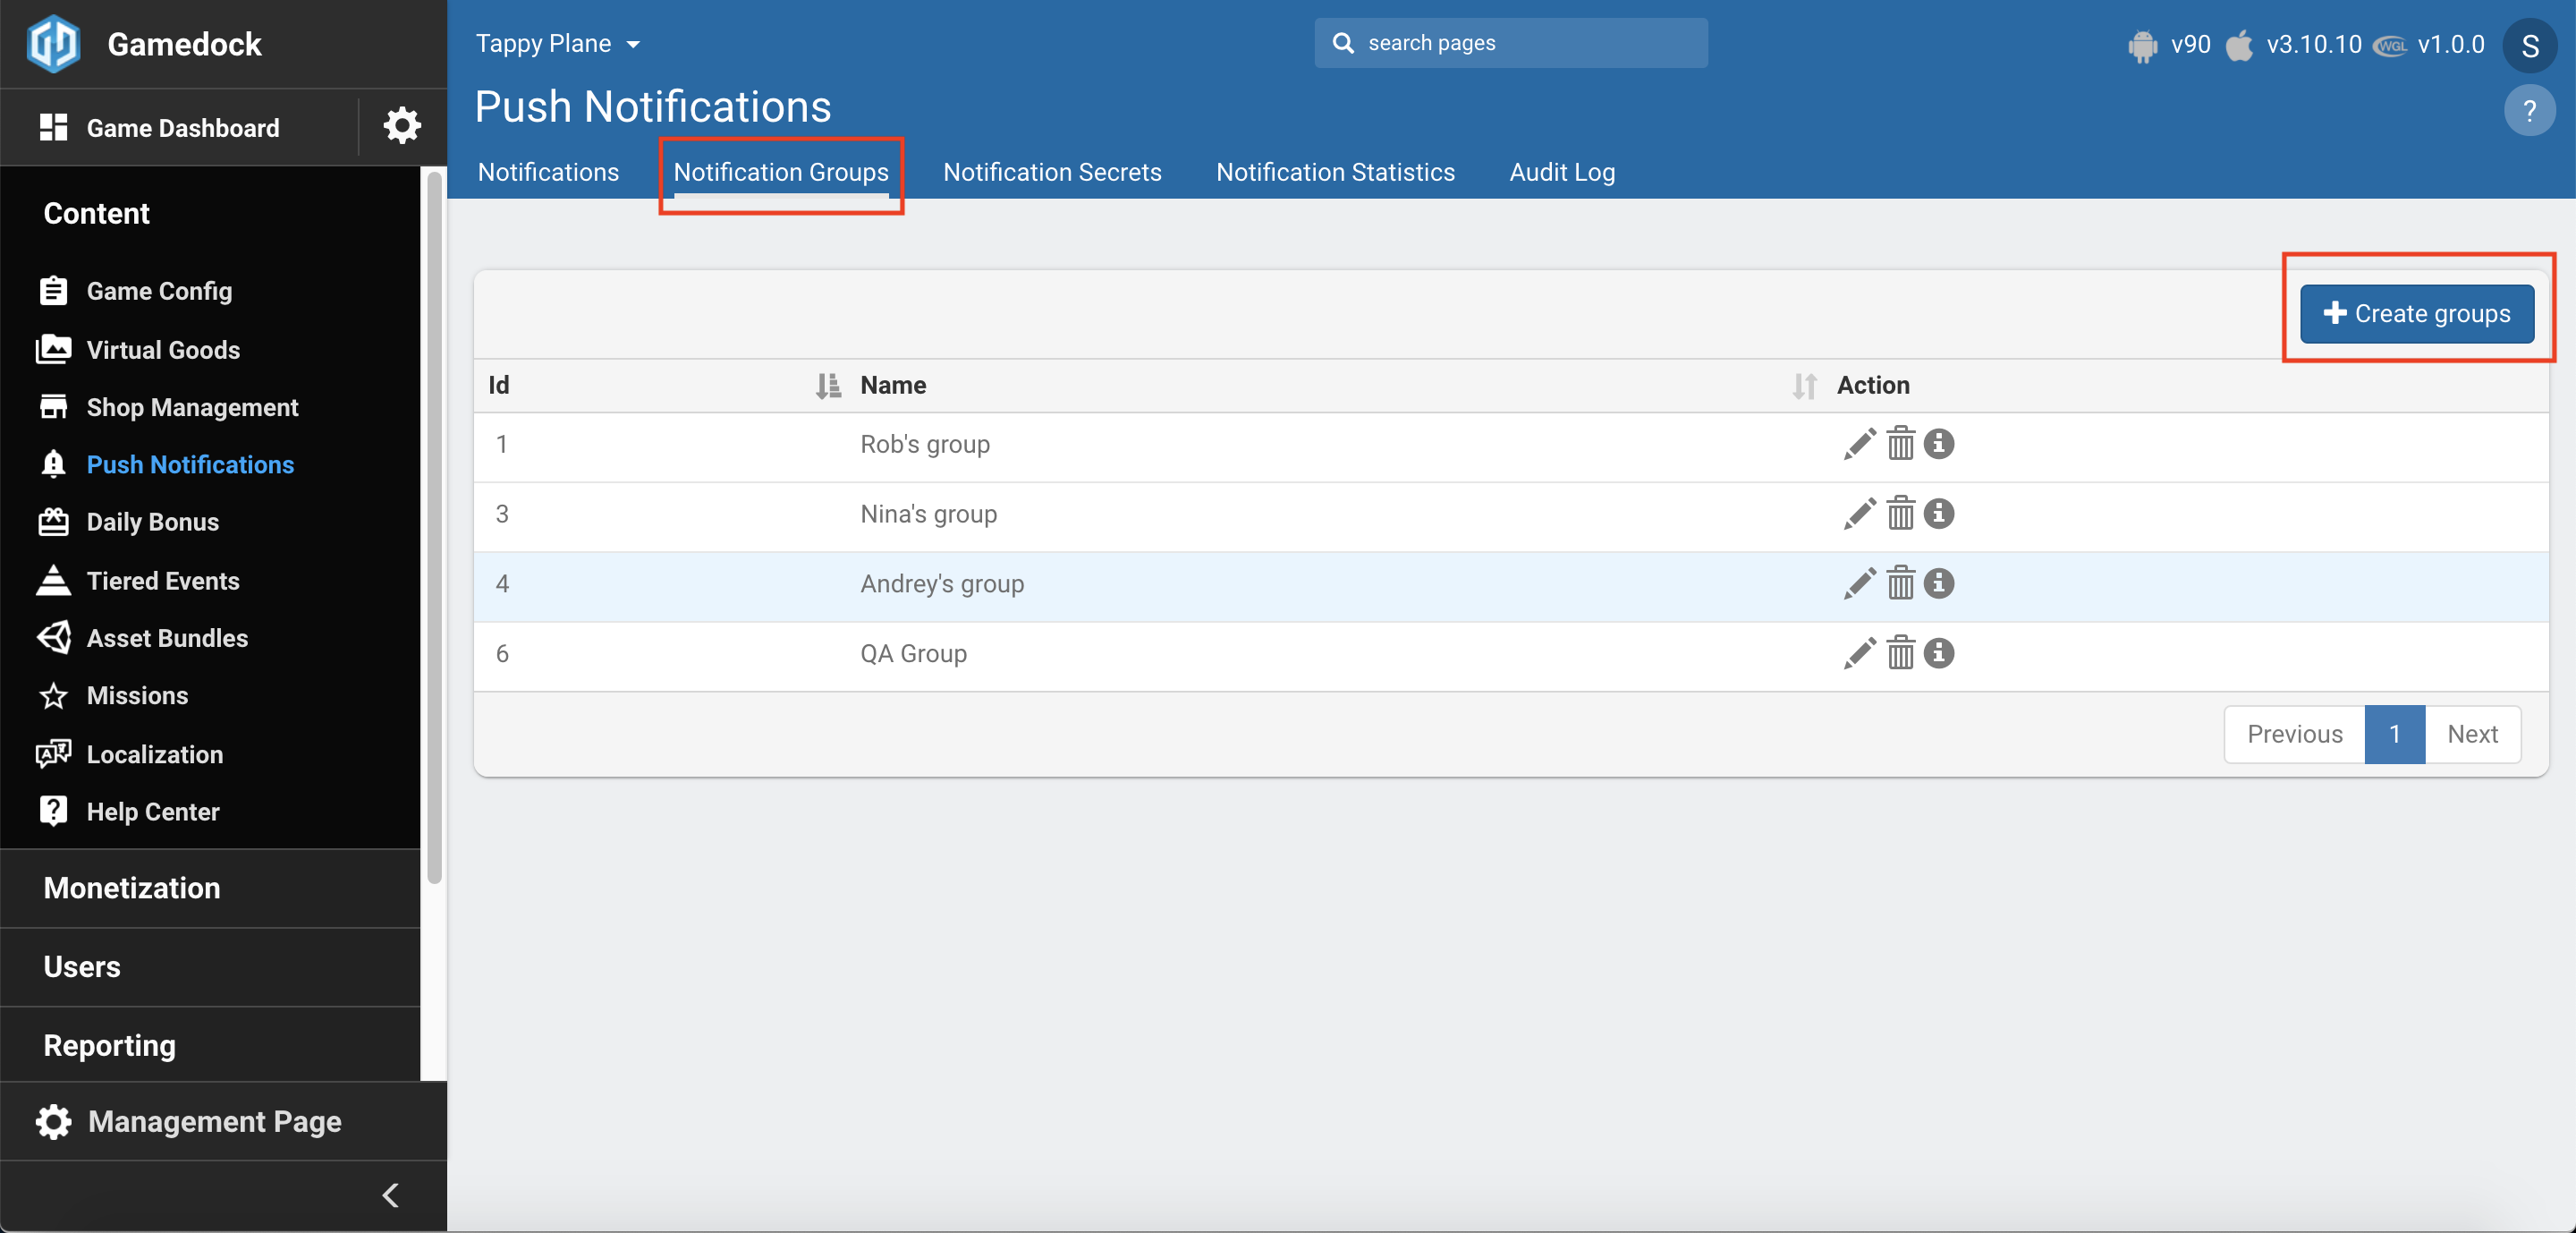 Gamedock
Game Dashboard
Content
Game Config
Virtual Goods
Shop Management
Push Notifications
Daily Bonus
Tiered Events
Asset Bundles
Missions
Localization
Help Center
Monetization
Users
Reporting
Management Page
Tappy Plane
search pages
v90 v3.10.10 WGL v1.0.0 S
Push Notifications
?
Notifications Notification Groups Notification Secrets Notification Statistics Audit Log
Create groups
Id Name Action
1 Rob's group
3 Nina's group
4 Andrey's group
6 QA Group
Previous 1 Next